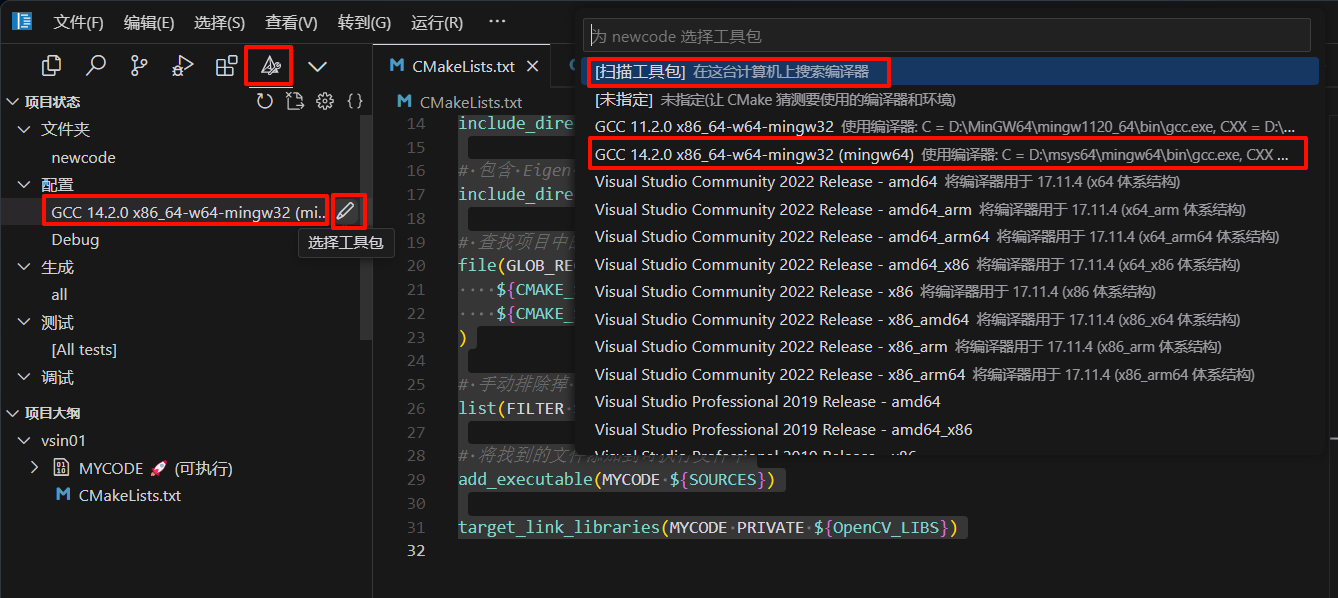 文件(F) 编辑(E) 选择(S) 查看(V) 转到(G) 运行(R) ···
项目状态
文件夹
newcode
配置
GCC 14.2.0 x86_64-w64-mingw32 (mi...
选择工具包
Debug
生成
all
测试
[All tests]
调试
项目大纲
vsin01
MYCODE 🚀 (可执行)
CMakeLists.txt
CMakeLists.txt
CMakeLists.txt
14 include_dire
15
16 # 包含 Eigen
17 include_dire
18
19 # 查找项目中的
20 file(GLOB_RE
21 ····${CMAKE_
22 ····${CMAKE_
23 )
24
25 # 手动排除掉
26 list(FILTER
27
28 # 将找到的文件添加到可执行文件中
29 add_executable(MYCODE·${SOURCES})
30
31 target_link_libraries(MYCODE·PRIVATE·${OpenCV_LIBS})
32
为 newcode 选择工具包
[扫描工具包] 在这台计算机上搜索编译器
[未指定] 未指定(让 CMake 猜测要使用的编译器和环境)
GCC 11.2.0 x86_64-w64-mingw32 使用编译器: C = D:\MinGW64\mingw1120_64\bin\gcc.exe, CXX = D:\...
GCC 14.2.0 x86_64-w64-mingw32 (mingw64) 使用编译器: C = D:\msys64\mingw64\bin\gcc.exe, CXX ...
Visual Studio Community 2022 Release - amd64 将编译器用于 17.11.4 (x64 体系结构)
Visual Studio Community 2022 Release - amd64_arm 将编译器用于 17.11.4 (x64_arm 体系结构)
Visual Studio Community 2022 Release - amd64_arm64 将编译器用于 17.11.4 (x64_arm64 体系结构)
Visual Studio Community 2022 Release - amd64_x86 将编译器用于 17.11.4 (x64_x86 体系结构)
Visual Studio Community 2022 Release - x86 将编译器用于 17.11.4 (x86 体系结构)
Visual Studio Community 2022 Release - x86_amd64 将编译器用于 17.11.4 (x86_x64 体系结构)
Visual Studio Community 2022 Release - x86_arm 将编译器用于 17.11.4 (x86_arm 体系结构)
Visual Studio Community 2022 Release - x86_arm64 将编译器用于 17.11.4 (x86_arm64 体系结构)
Visual Studio Professional 2019 Release - amd64
Visual Studio Professional 2019 Release - amd64_x86
Visual Studio Professional 2019 Release - x86